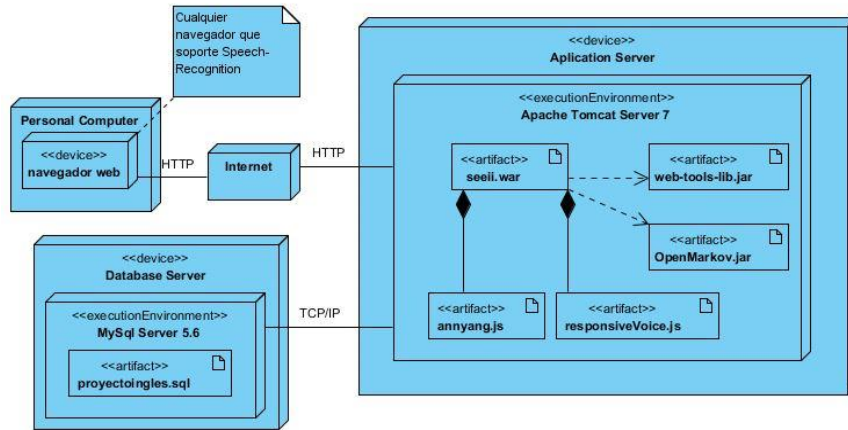 Cualquier
navegador que
soporte Speech-
Recognition
Personal Computer
<<device>>
navegador web
HTTP
Internet
HTTP
<<device>>
Aplication Server
<<executionEnvironment>>
Apache Tomcat Server 7
<<artifact>>
seeii.war
<<artifact>>
web-tools-lib.jar
<<artifact>>
OpenMarkov.jar
<<artifact>>
annyang.js
<<artifact>>
responsiveVoice.js
<<device>>
Database Server
<<executionEnvironment>>
MySql Server 5.6
<<artifact>>
proyectoingles.sql
TCP/IP